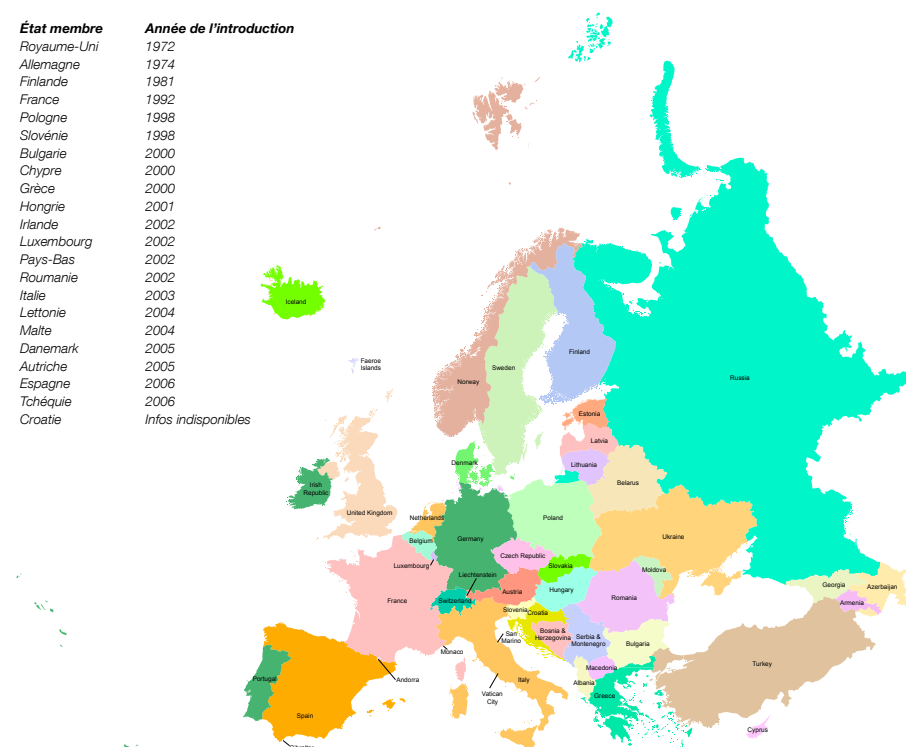 État membre Année de l'introduction
Royaume-Uni 1972
Allemagne 1974
Finlande 1981
France 1992
Pologne 1998
Slovénie 1998
Bulgarie 2000
Chypre 2000
Grèce 2000
Hongrie 2001
Irlande 2002
Luxembourg 2002
Pays-Bas 2002
Roumanie 2002
Italie 2003
Lettonie 2004
Malte 2004
Danemark 2005
Autriche 2005
Espagne 2006
Tchéquie 2006
Croatie Infos indisponibles
Iceland
Faeroe
Islands
Norway
Sweden
Finland
Russia
Estonia
Latvia
Lithuania
Denmark
Belarus
Irish
Republic
United Kingdom
Netherlands
Belgium
Luxembourg
Germany
Poland
Ukraine
Czech Republic
Slovakia
Moldova
Liechtenstein
France
Switzerland
Austria
Hungary
Romania
Georgia
Azerbaijan
Armenia
Slovenia
Croatia
San
Marino
Bosnia &
Herzegovina
Serbia &
Montenegro
Bulgaria
Monaco
Andorra
Italy
Vatican
City
Macedonia
Albania
Greece
Turkey
Portugal
Spain
Cyprus